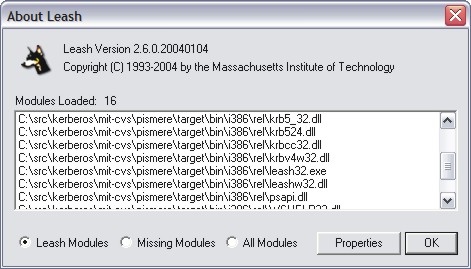 About Leash
Leash Version 2.6.0.20040104
Copyright (C) 1993-2004 by the Massachusetts Institute of Technology
Modules Loaded: 16
C:\src\kerberos\mit-cvs\pismere\target\bin\i386\rel\krb5_32.dll
C:\src\kerberos\mit-cvs\pismere\target\bin\i386\rel\krb524.dll
C:\src\kerberos\mit-cvs\pismere\target\bin\i386\rel\krbcc32.dll
C:\src\kerberos\mit-cvs\pismere\target\bin\i386\rel\krbv4w32.dll
C:\src\kerberos\mit-cvs\pismere\target\bin\i386\rel\leash32.exe
C:\src\kerberos\mit-cvs\pismere\target\bin\i386\rel\leashw32.dll
C:\src\kerberos\mit-cvs\pismere\target\bin\i386\rel\psapi.dll
Leash Modules Missing Modules All Modules Properties OK